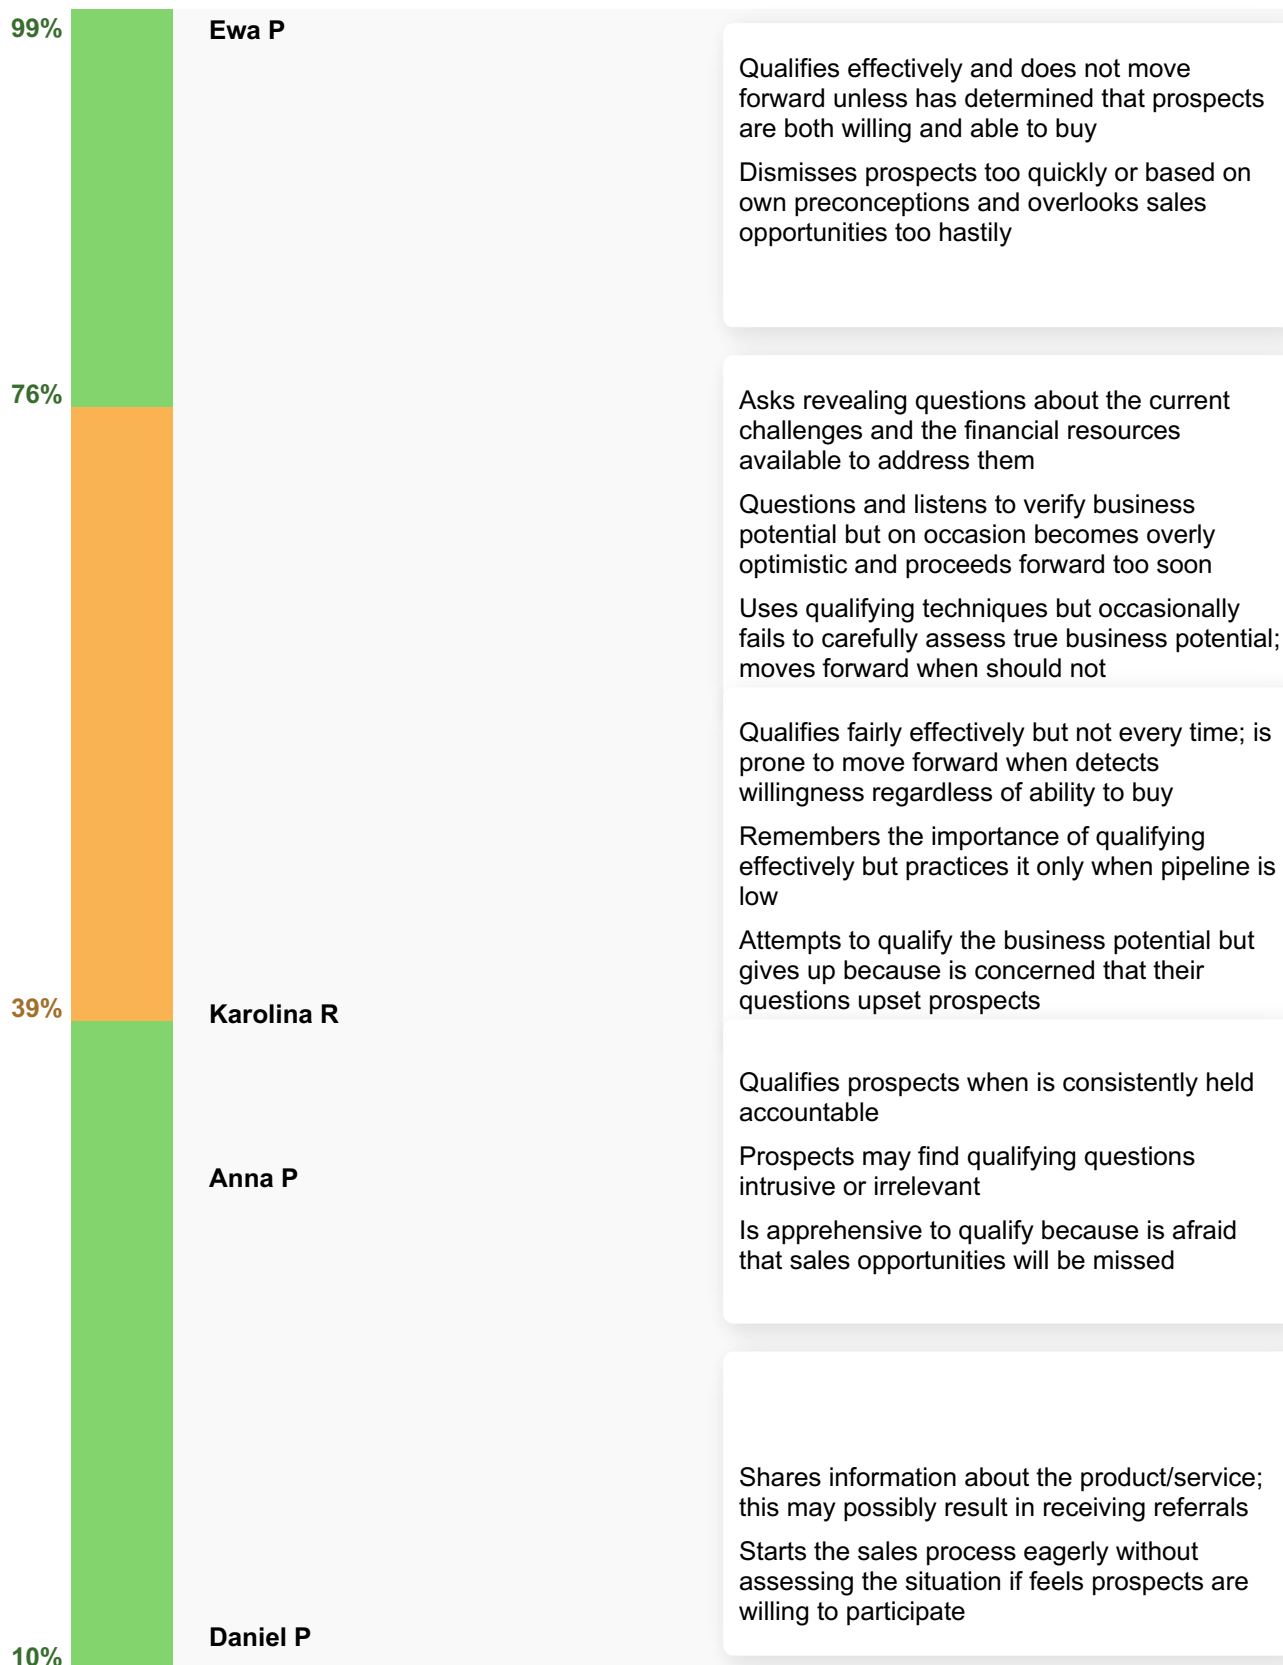 99%
Ewa P
Qualifies effectively and does not move
forward unless has determined that prospects
are both willing and able to buy
Dismisses prospects too quickly or based on
own preconceptions and overlooks sales
opportunities too hastily
76%
Asks revealing questions about the current
challenges and the financial resources
available to address them
Questions and listens to verify business
potential but on occasion becomes overly
optimistic and proceeds forward too soon
Uses qualifying techniques but occasionally
fails to carefully assess true business potential;
moves forward when should not
Qualifies fairly effectively but not every time; is
prone to move forward when detects
willingness regardless of ability to buy
Remembers the importance of qualifying
effectively but practices it only when pipeline is
low
Attempts to qualify the business potential but
gives up because is concerned that their
questions upset prospects
39%
Karolina R
Qualifies prospects when is consistently held
accountable
Prospects may find qualifying questions
intrusive or irrelevant
Anna P
Is apprehensive to qualify because is afraid
that sales opportunities will be missed
Shares information about the product/service;
this may possibly result in receiving referrals
Starts the sales process eagerly without
assessing the situation if feels prospects are
willing to participate
Daniel P
10%